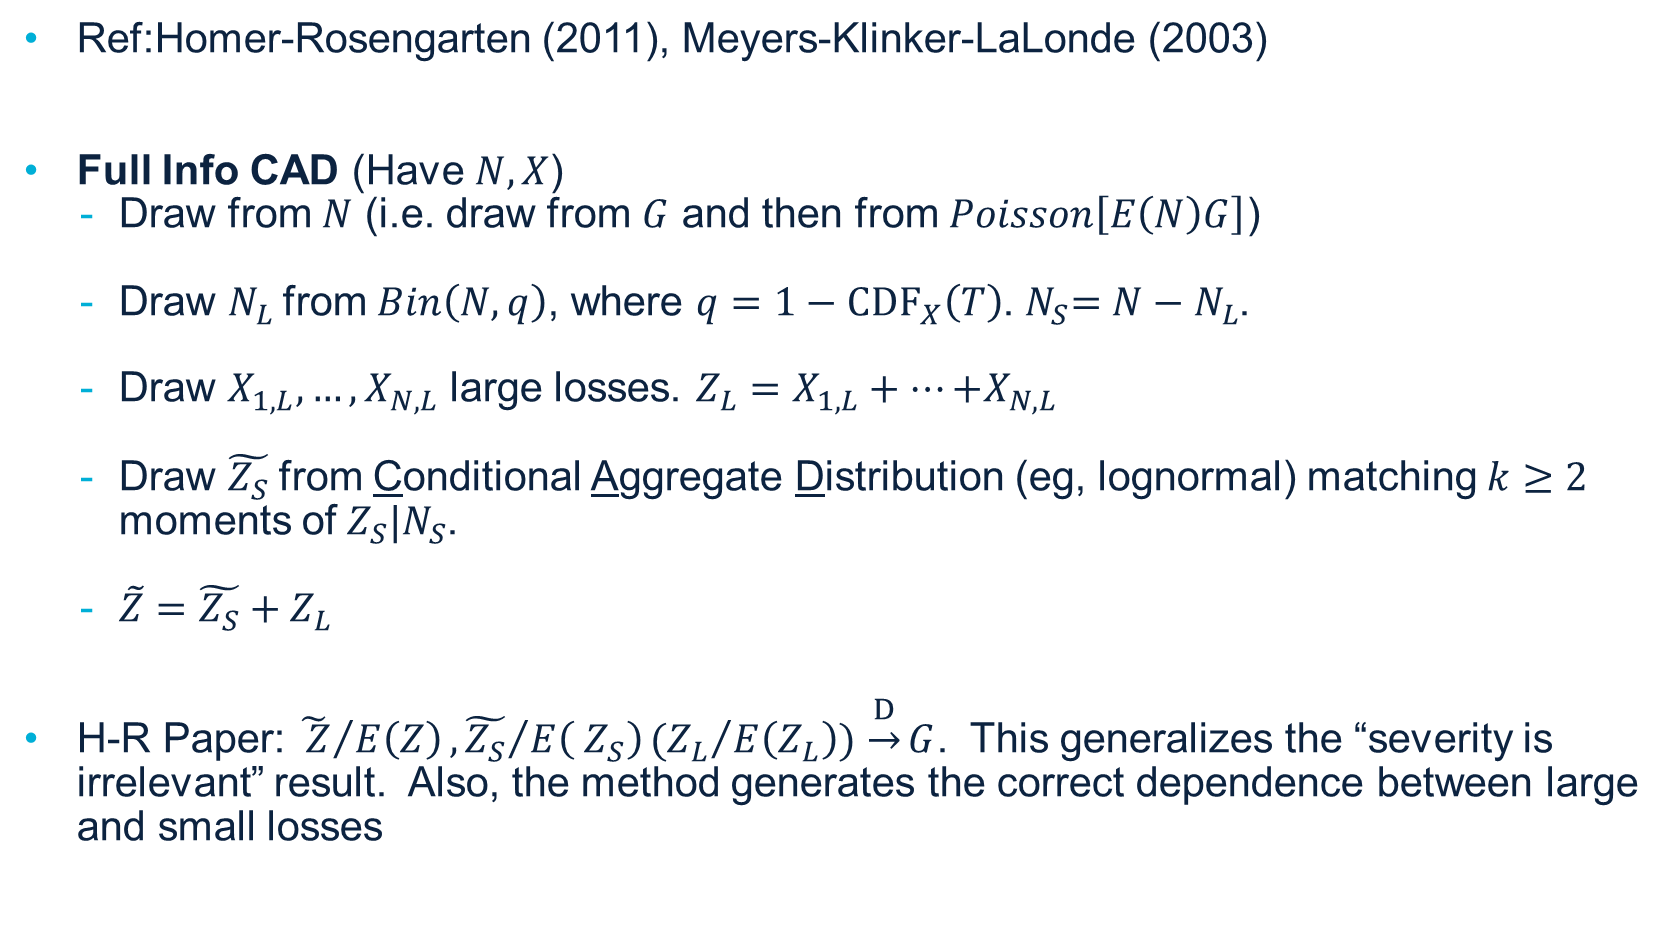 • Ref:Homer-Rosengarten (2011), Meyers-Klinker-LaLonde (2003)
• Full Info CAD (Have 𝑁, 𝑋)
- Draw from 𝑁 (i.e. draw from 𝐺 and then from 𝑃𝑜𝑖𝑠𝑠𝑜𝑛[𝐸(𝑁)𝐺])
- Draw 𝑁_𝐿 from 𝐵𝑖𝑛(𝑁, 𝑞), where 𝑞 = 1 − CDF_𝑋(𝑇). 𝑁_𝑆= 𝑁 − 𝑁_𝐿.
- Draw 𝑋_{1,𝐿}, … , 𝑋_{𝑁,𝐿} large losses. 𝑍_𝐿 = 𝑋_{1,𝐿} + ⋯ +𝑋_{𝑁,𝐿}
- Draw 𝑍̃_𝑆 from Conditional Aggregate Distribution (eg, lognormal) matching 𝑘 ≥ 2
moments of 𝑍_𝑆|𝑁_𝑆.
- 𝑍̃ = 𝑍̃_𝑆 + 𝑍_𝐿
• H-R Paper: 𝑍̃/𝐸(𝑍) , 𝑍̃_𝑆/𝐸( 𝑍_𝑆) (𝑍_𝐿/𝐸(𝑍_𝐿)) →^D 𝐺. This generalizes the “severity is
irrelevant” result. Also, the method generates the correct dependence between large
and small losses